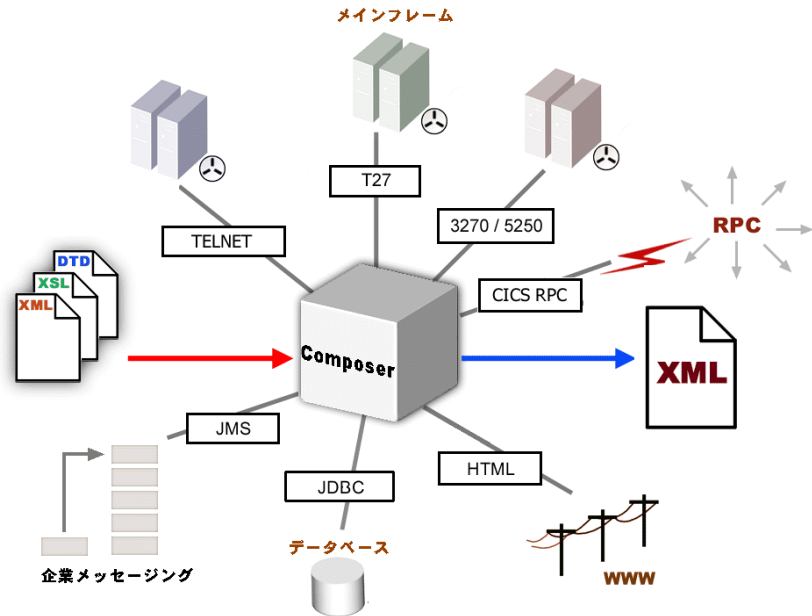 メインフレーム
T27
TELNET
3270 / 5250
RPC
CICS RPC
DTD
XSL
XML
Composer
XML
JMS
HTML
JDBC
データベース
企業メッセージング
WWW